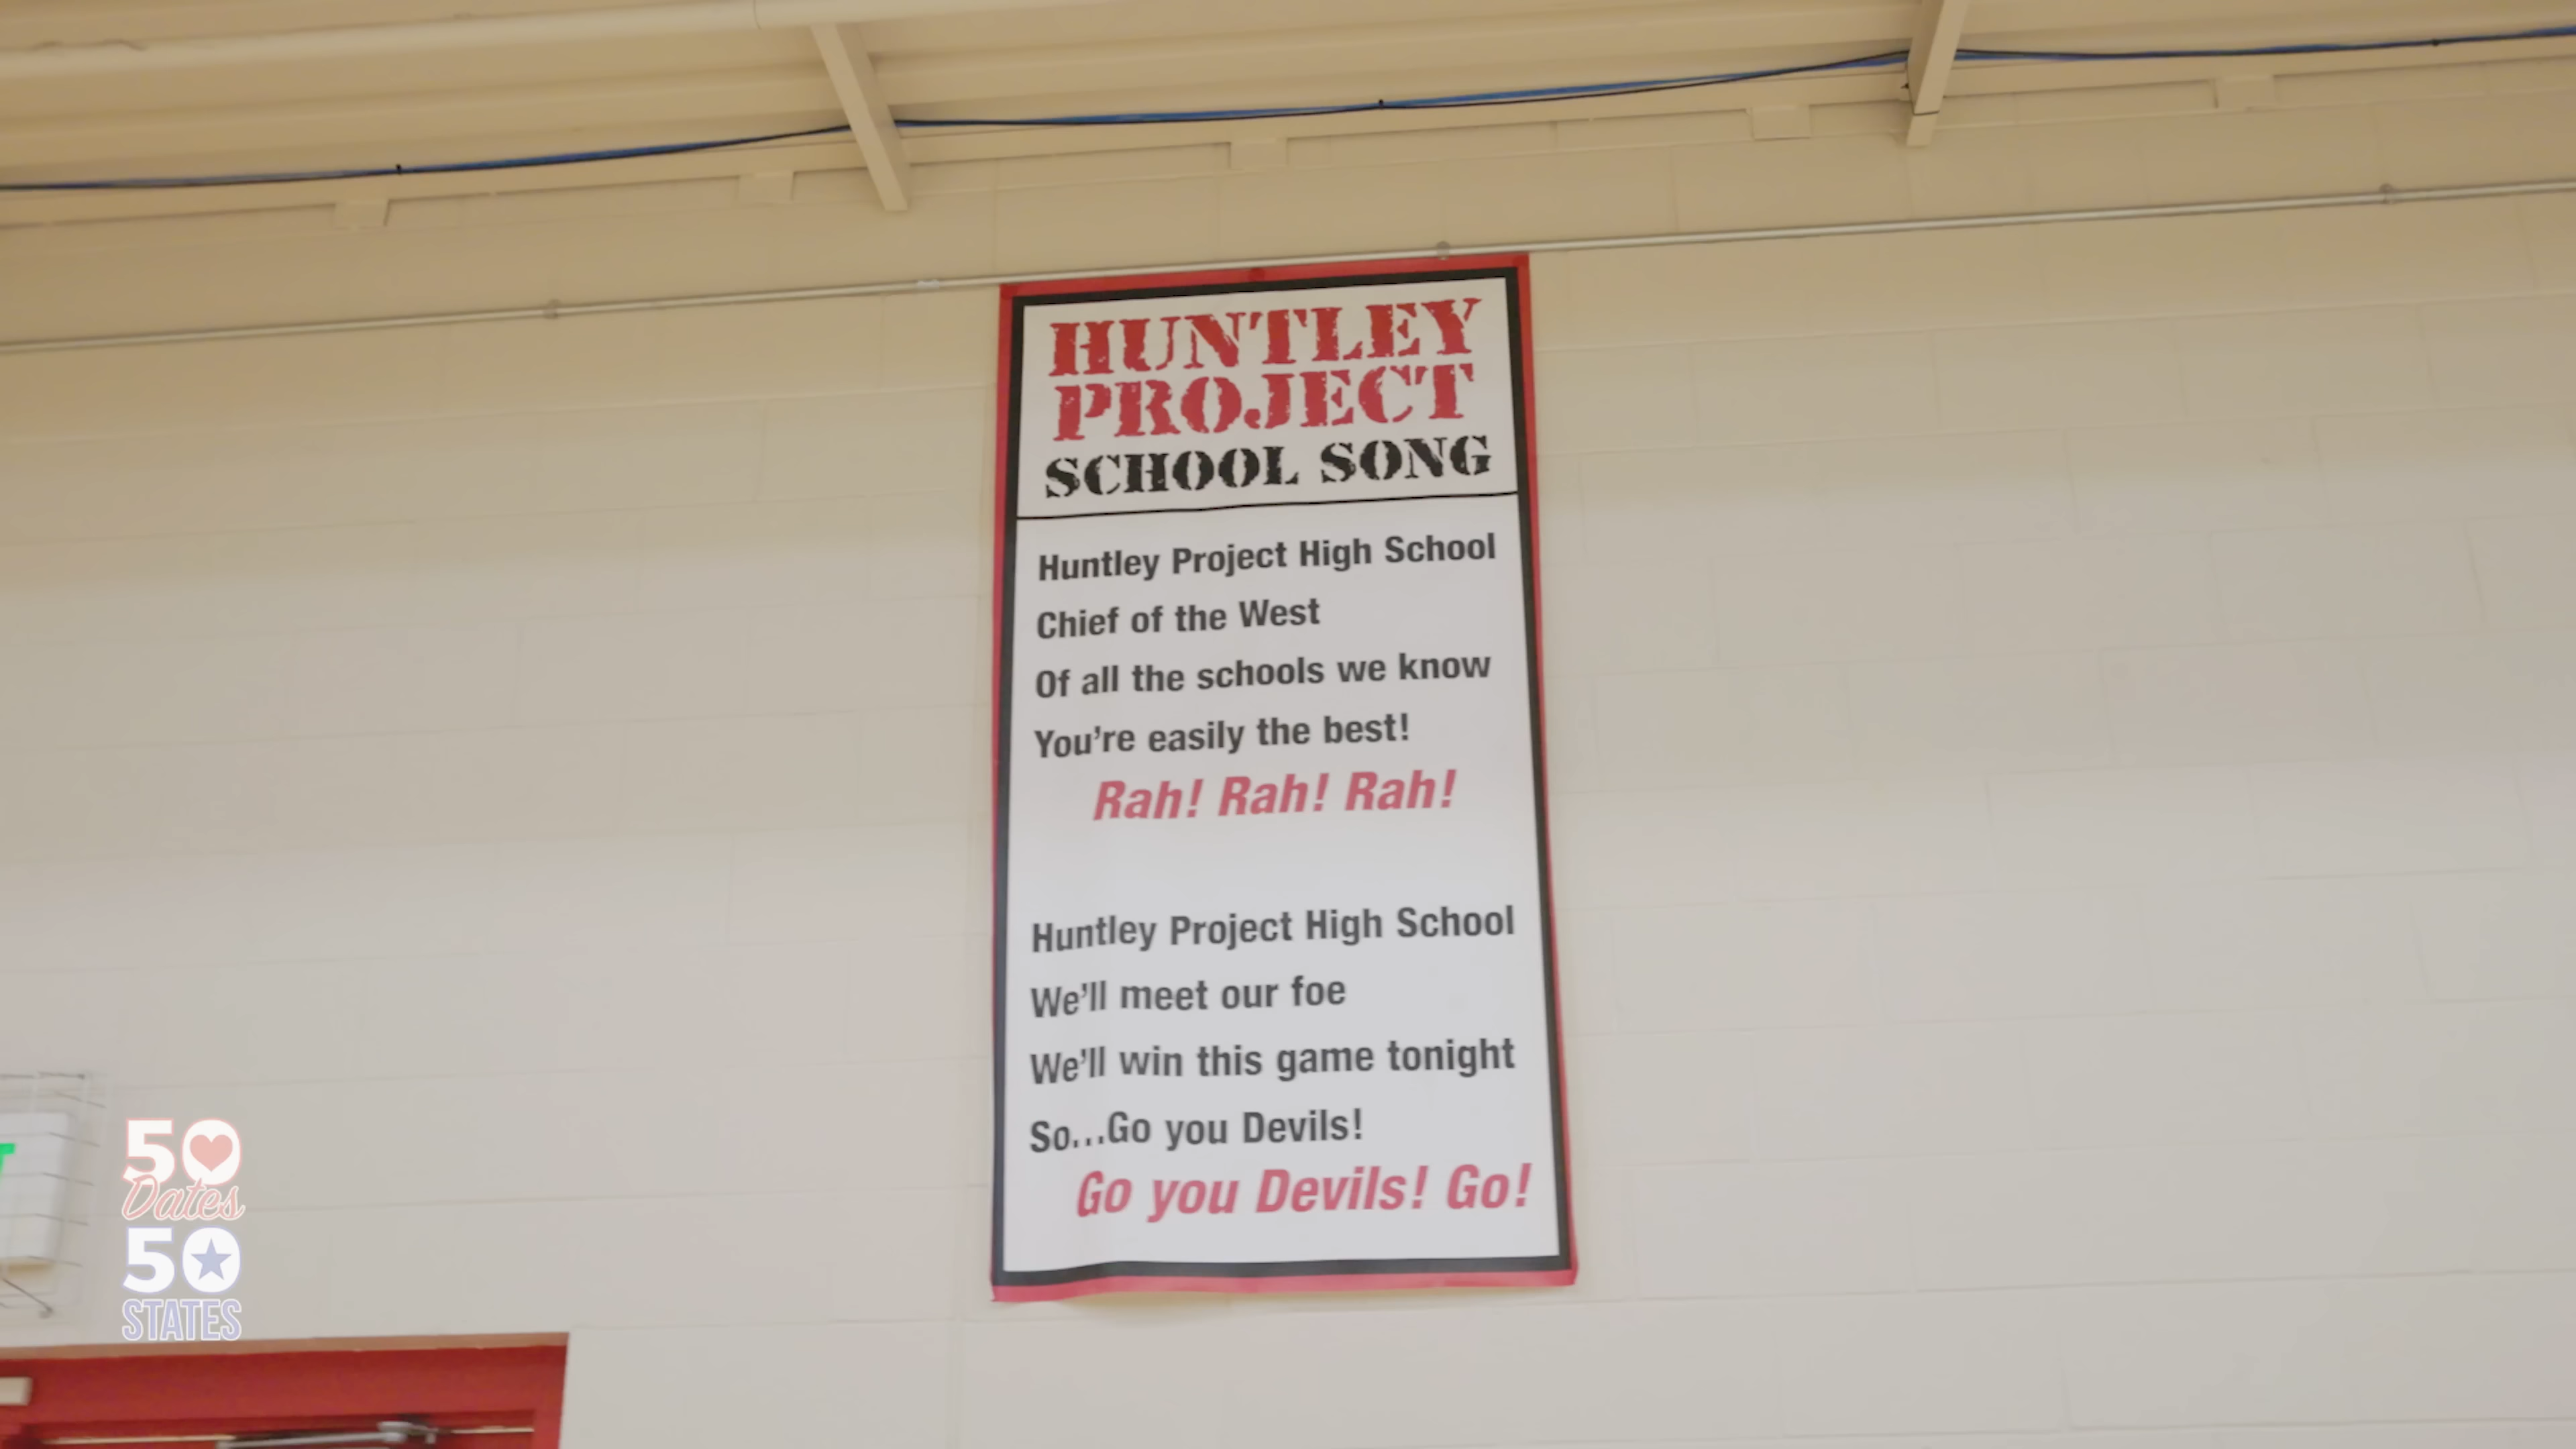 HUNTLEY
PROJECT
SCHOOL SONG
Huntley Project High School
Chief of the West
Of all the schools we know
You're easily the best!
Rah! Rah! Rah!
Huntley Project High School
We'll meet our foe
We'll win this game tonight
So...Go you Devils!
Go you Devils! Go!
50
Dates
50
STATES